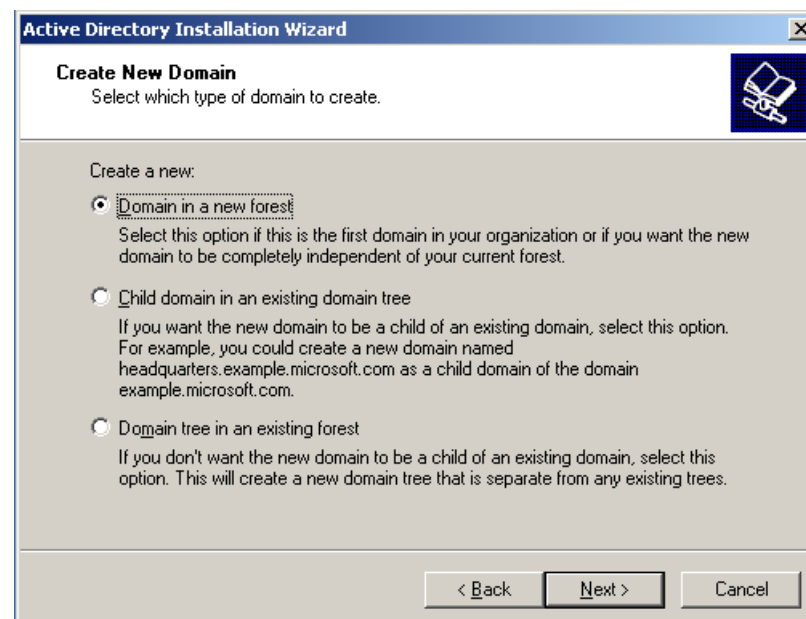 Active Directory Installation Wizard
Create New Domain
Select which type of domain to create.
Create a new:
Domain in a new forest
Select this option if this is the first domain in your organization or if you want the new
domain to be completely independent of your current forest.
Child domain in an existing domain tree
If you want the new domain to be a child of an existing domain, select this option.
For example, you could create a new domain named
headquarters.example.microsoft.com as a child domain of the domain
example.microsoft.com.
Domain tree in an existing forest
If you don't want the new domain to be a child of an existing domain, select this
option. This will create a new domain tree that is separate from any existing trees.
< Back Next > Cancel